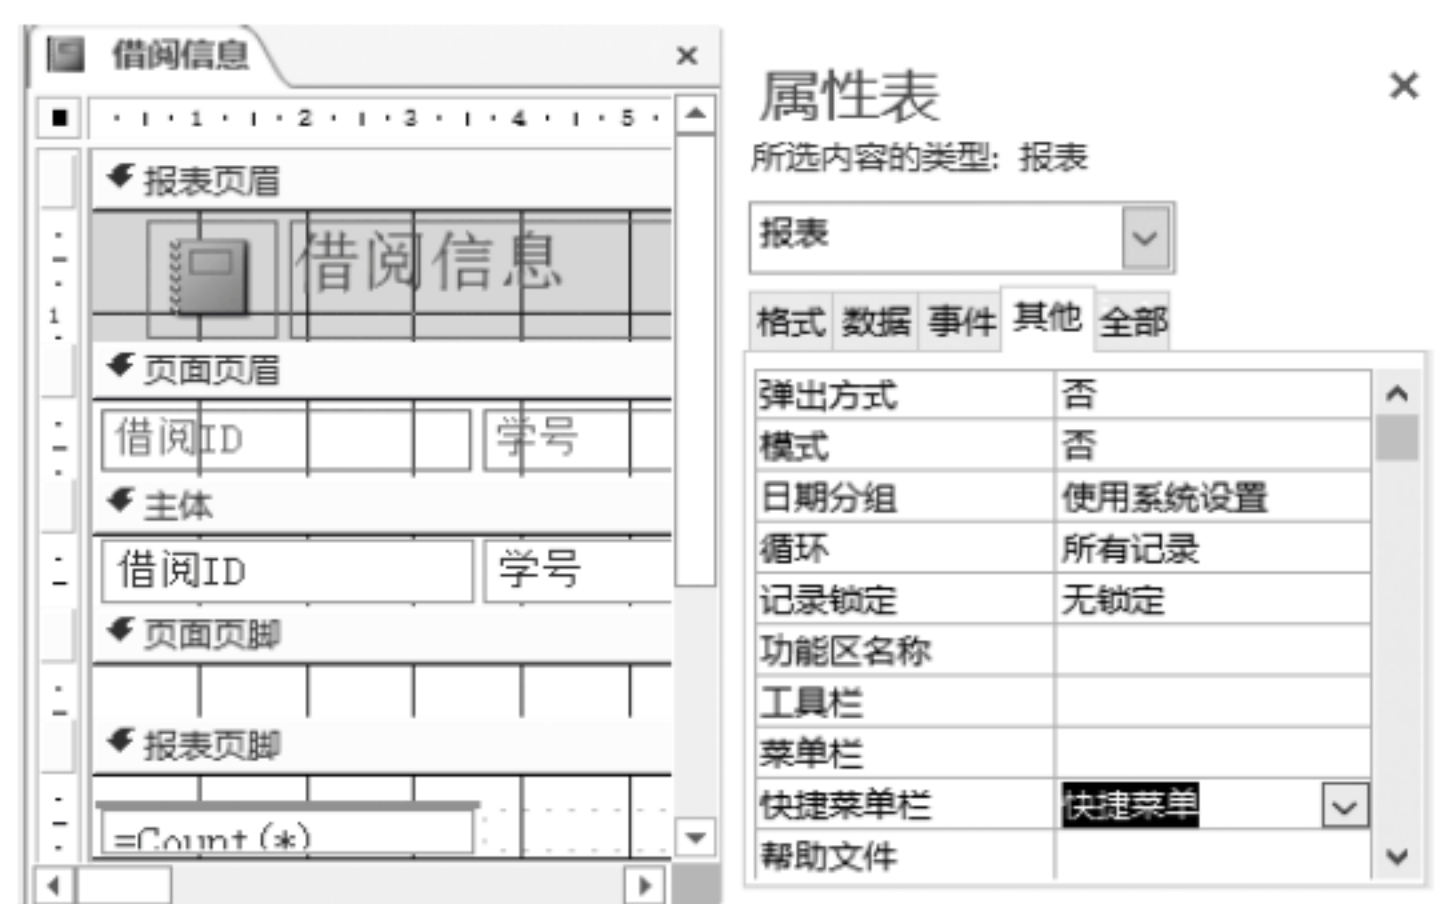 借阅信息
1 2 3 4 5
报表页眉
借阅信息
1
页面页眉
借阅ID 学号
主体
借阅ID 学号
页面页脚
报表页脚
=Count(*)
属性表
所选内容的类型: 报表
报表
格式 数据 事件 其他 全部
弹出方式 否
模式 否
日期分组 使用系统设置
循环 所有记录
记录锁定 无锁定
功能区名称
工具栏
菜单栏
快捷菜单栏 快捷菜单
帮助文件